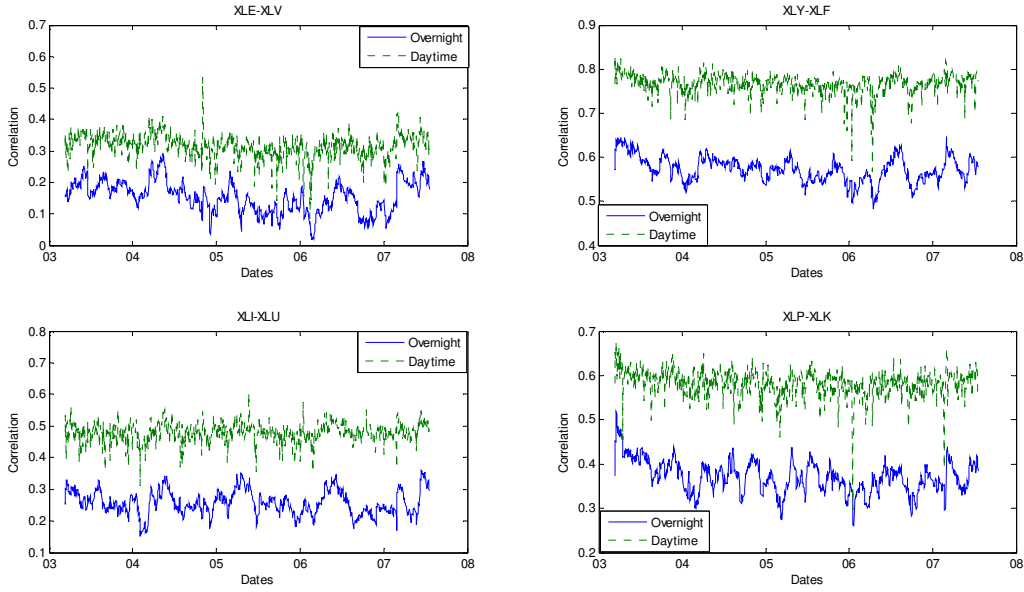 XLE-XLV
0.7
0.6
0.5
0.4
0.3
0.2
0.1
0
Correlation
03 04 05 06 07 08
Dates
Overnight
Daytime
XLY-XLF
0.9
0.8
0.7
0.6
0.5
0.4
Correlation
03 04 05 06 07 08
Dates
Overnight
Daytime
XLI-XLU
0.8
0.7
0.6
0.5
0.4
0.3
0.2
0.1
Correlation
03 04 05 06 07 08
Dates
Overnight
Daytime
XLP-XLK
0.7
0.6
0.5
0.4
0.3
0.2
Correlation
03 04 05 06 07 08
Dates
Overnight
Daytime